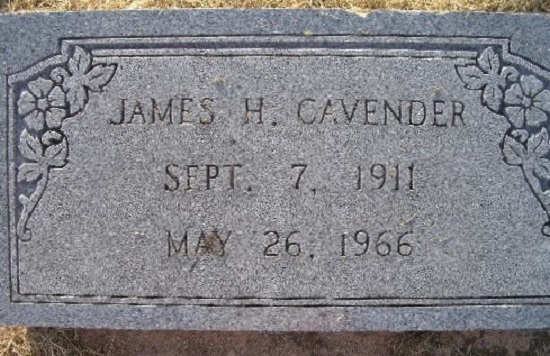 JAMES H. CAVENDER
SEPT. 7, 1911
MAY 26, 1966